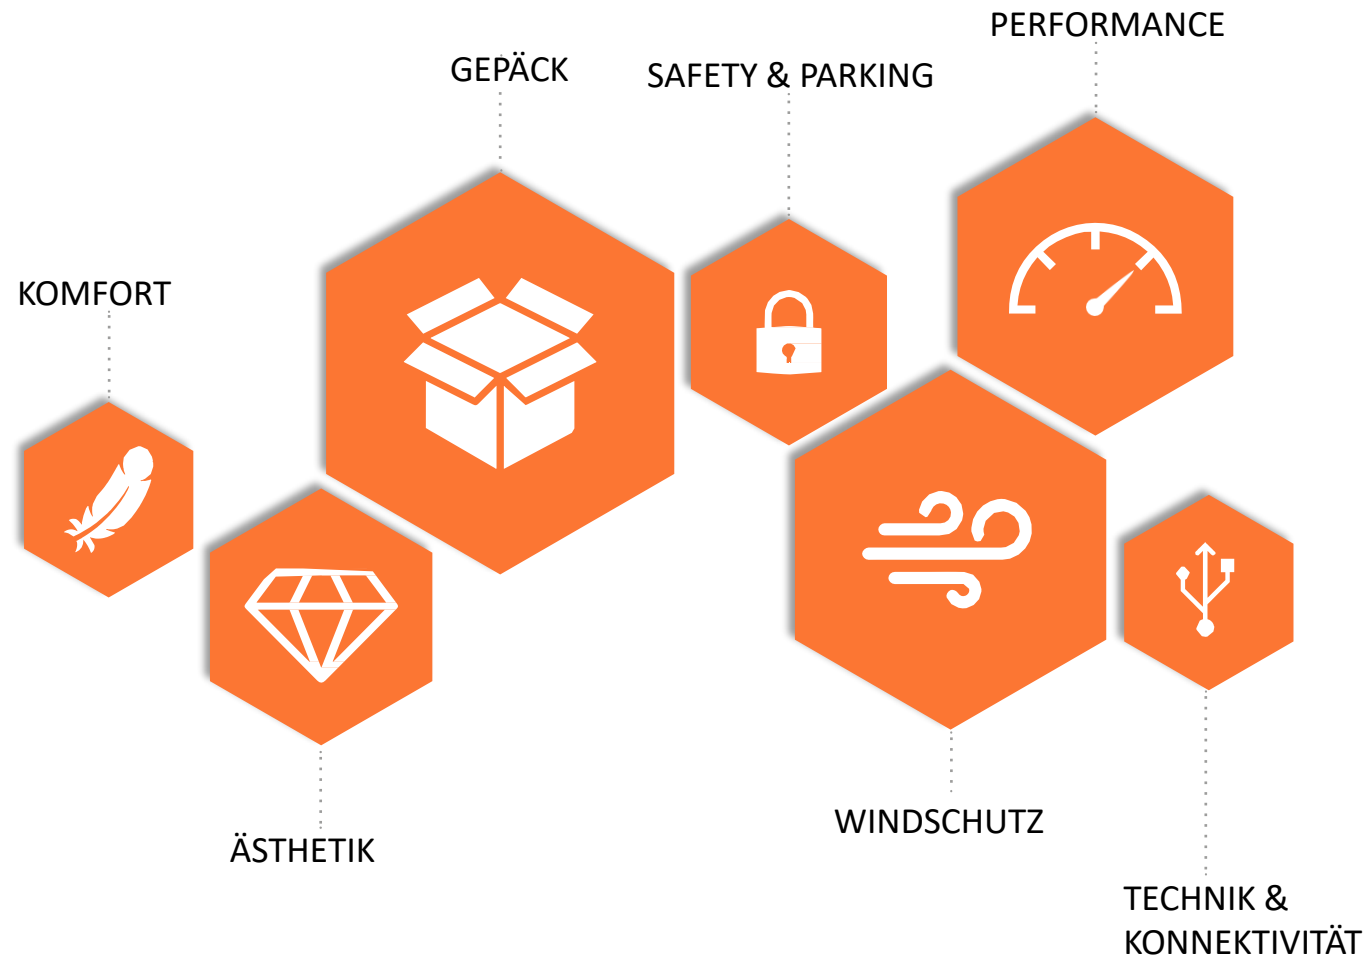 PERFORMANCE
GEPÄCK
SAFETY & PARKING
KOMFORT
WINDSCHUTZ
ÄSTHETIK
TECHNIK &
KONNEKTIVITÄT